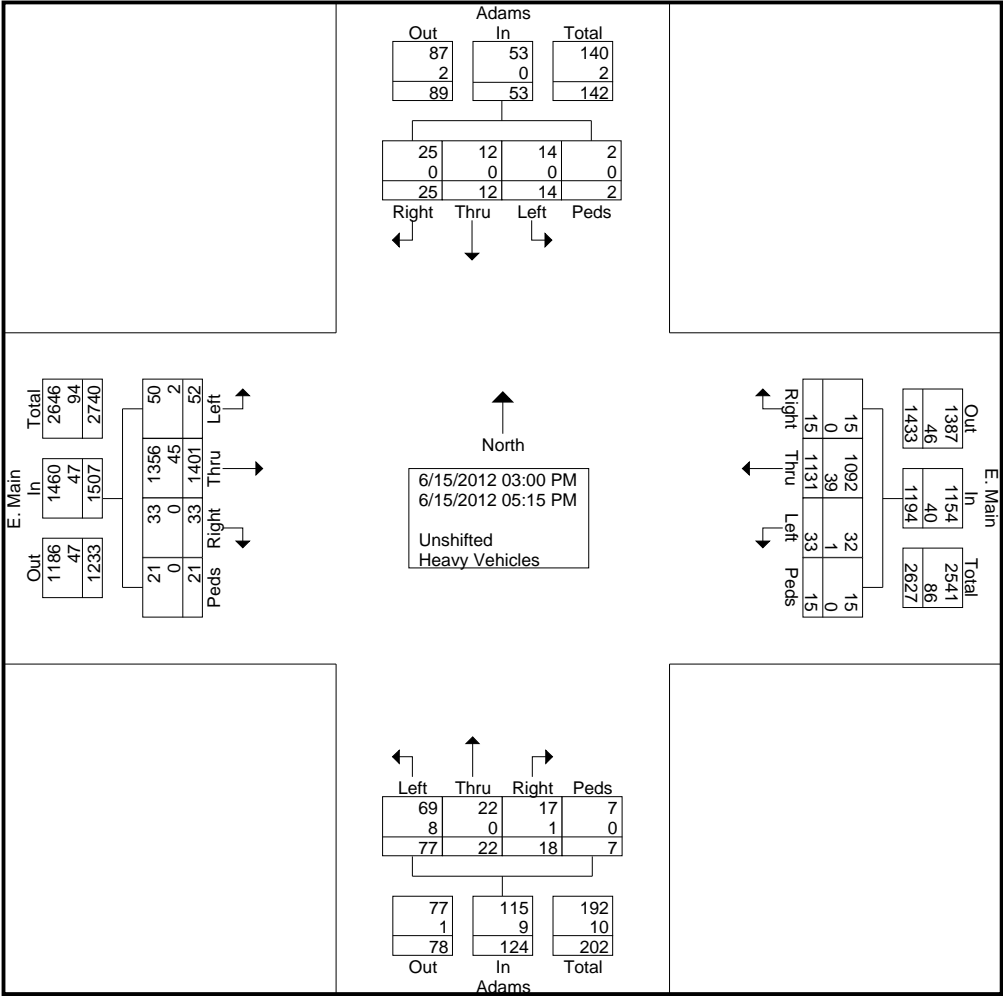 Adams
Out In Total
87 53 140
2 0 2
89 53 142
25 12 14 2
0 0 0 0
25 12 14 2
Right Thru Left Peds
E. Main
Out In Total
1387 1154 2541
46 40 86
1433 1194 2627
15 1092 32 15
0 39 1 0
15 1131 33 15
Right Thru Left Peds
North
6/15/2012 03:00 PM
6/15/2012 05:15 PM
Unshifted
Heavy Vehicles
Left Thru Right Peds
52 1401 33 21
2 45 0 0
50 1356 33 21
2740 1507 1233
94 47 47
2646 1460 1186
Total In Out
E. Main
Left Thru Right Peds
69 22 17 7
8 0 1 0
77 22 18 7
77 115 192
1 9 10
78 124 202
Out In Total
Adams